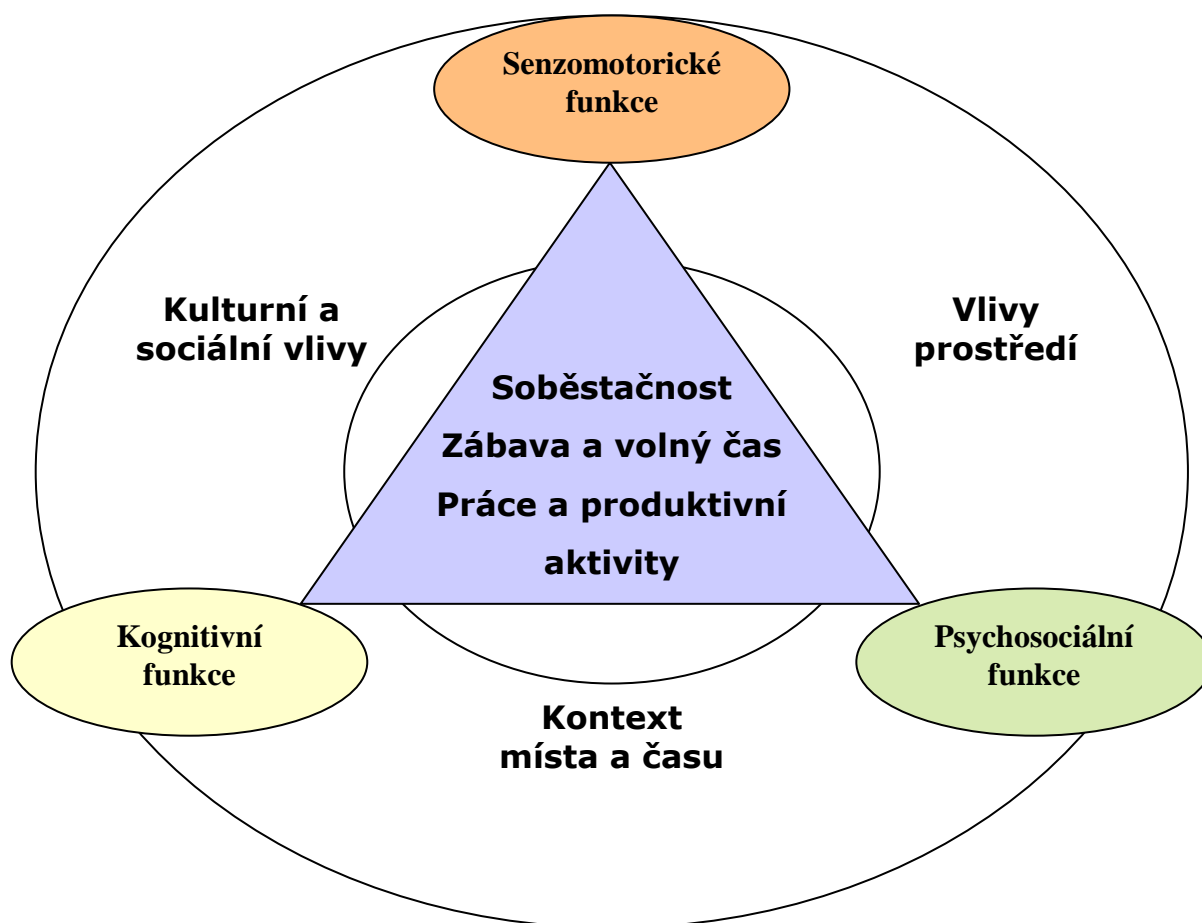 Senzomotorické
funkce
Kulturní a
sociální vlivy
Vlivy
prostředí
Soběstačnost
Zábava a volný čas
Práce a produktivní
aktivity
Kognitivní
funkce
Psychosociální
funkce
Kontext
místa a času